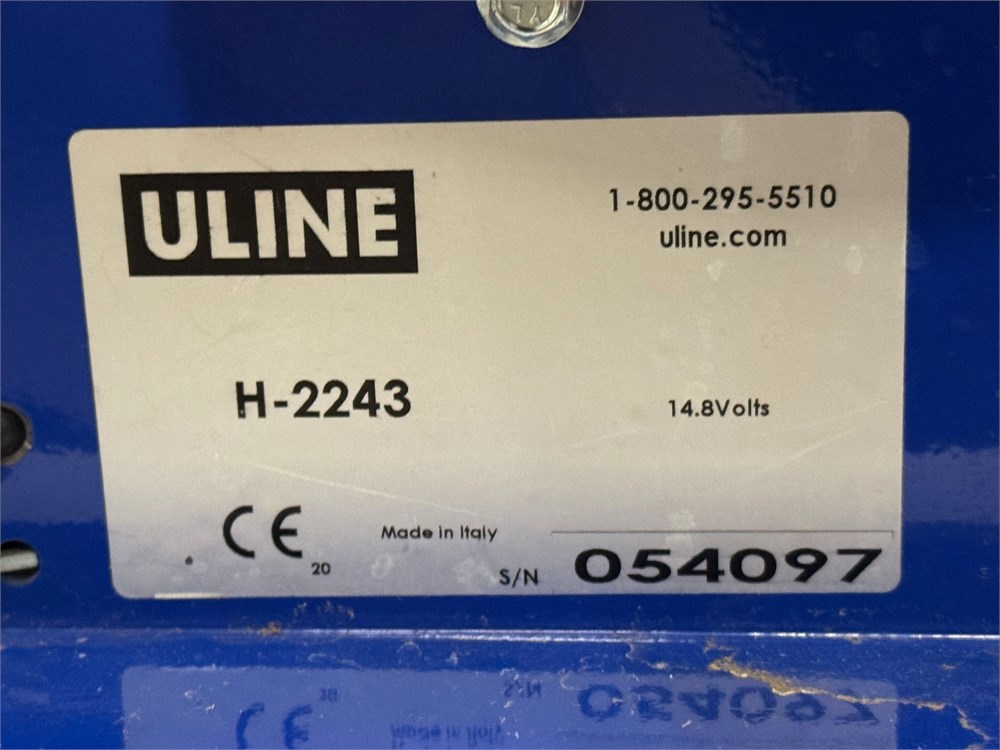 ULINE
1-800-295-5510
uline.com
H-2243
14.8Volts
CE
20
Made in Italy
S/N 054097